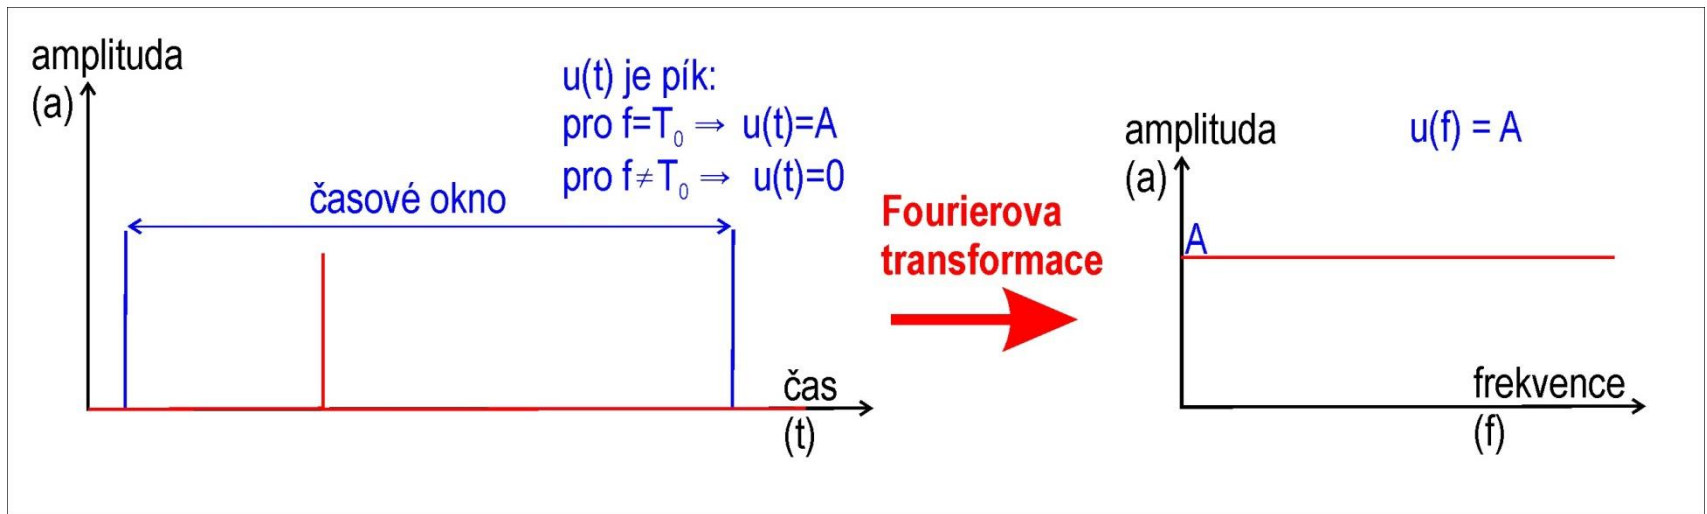 amplituda
(a)
u(t) je pík:
pro f=T₀ ⇒ u(t)=A
pro f≠T₀ ⇒ u(t)=0
časové okno
čas
(t)
Fourierova
transformace
amplituda
(a)
u(f) = A
A
frekvence
(f)